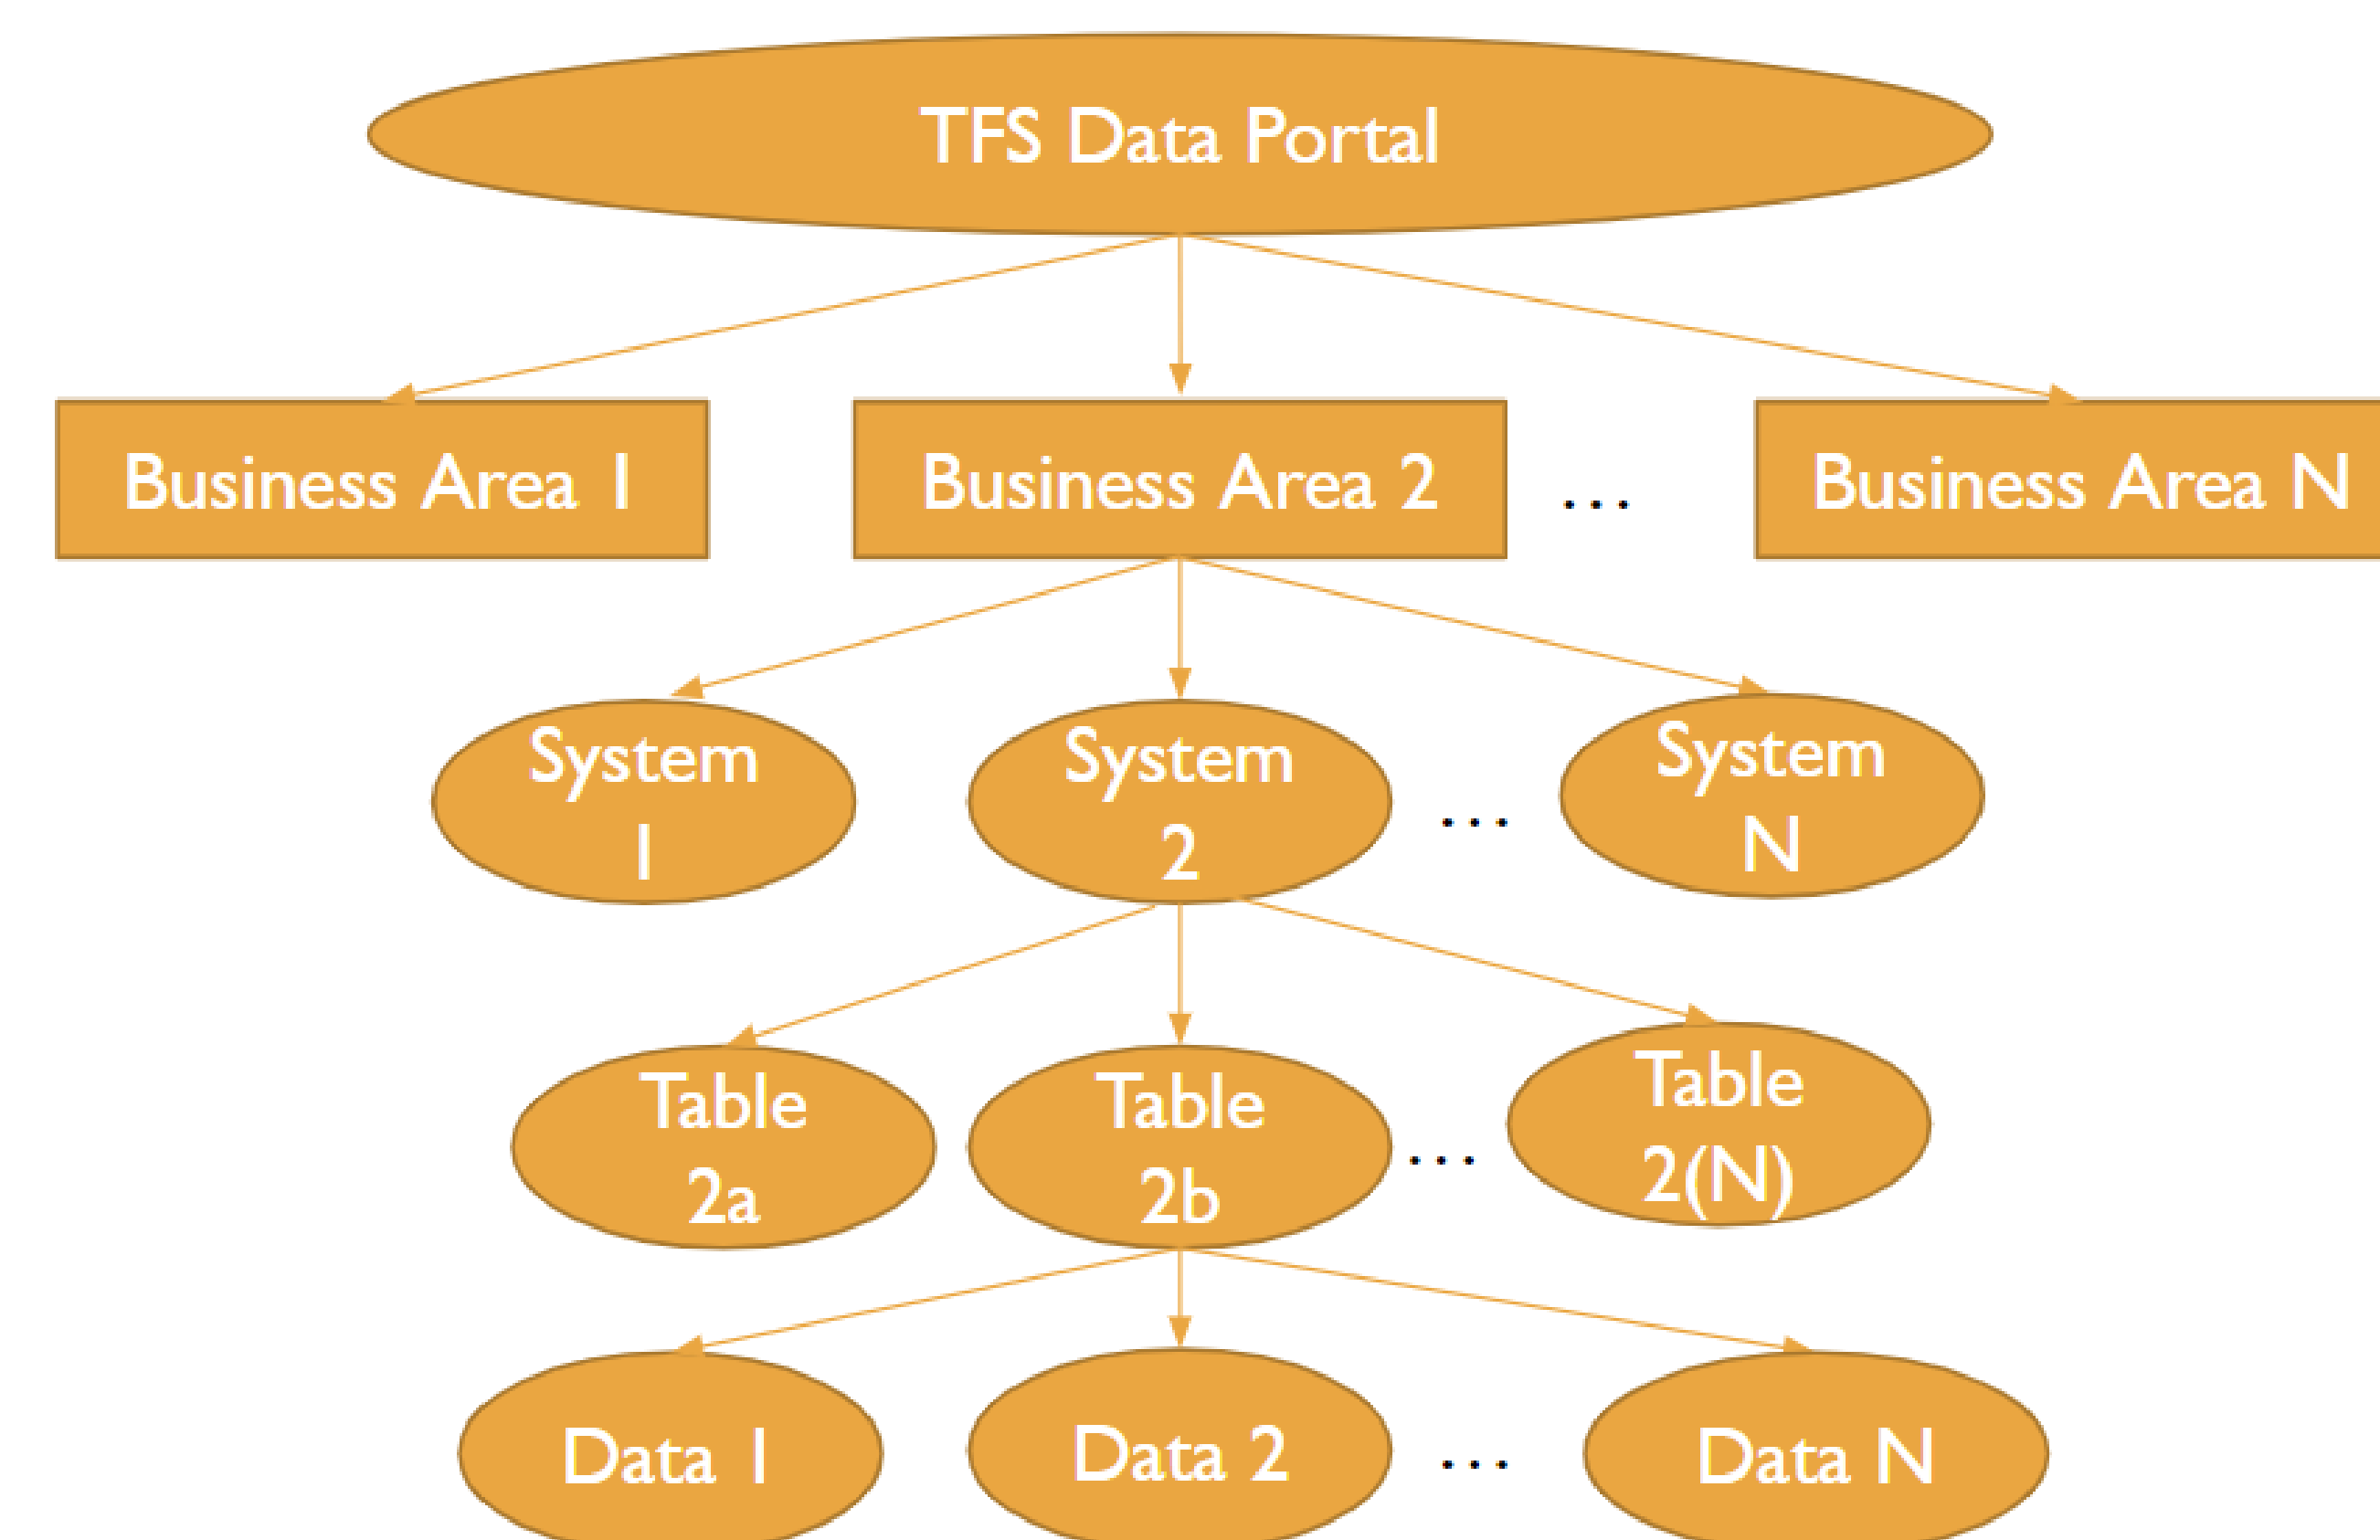 TFS Data Portal
Business Area 1
Business Area 2
...
Business Area N
System
1
System
2
...
System
N
Table
2a
Table
2b
...
Table
2(N)
Data 1
Data 2
...
Data N